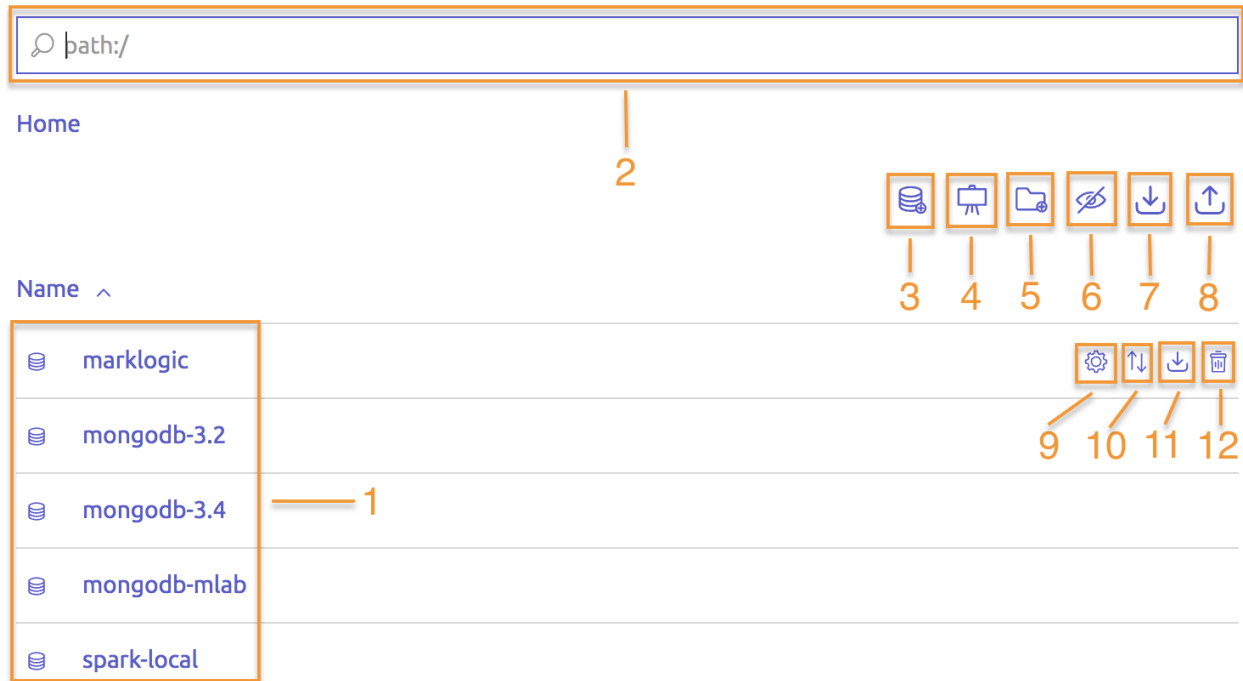 path:/
Home
2
3 4 5 6 7 8
Name
marklogic
9 10 11 12
mongodb-3.2
mongodb-3.4
1
mongodb-mlab
spark-local